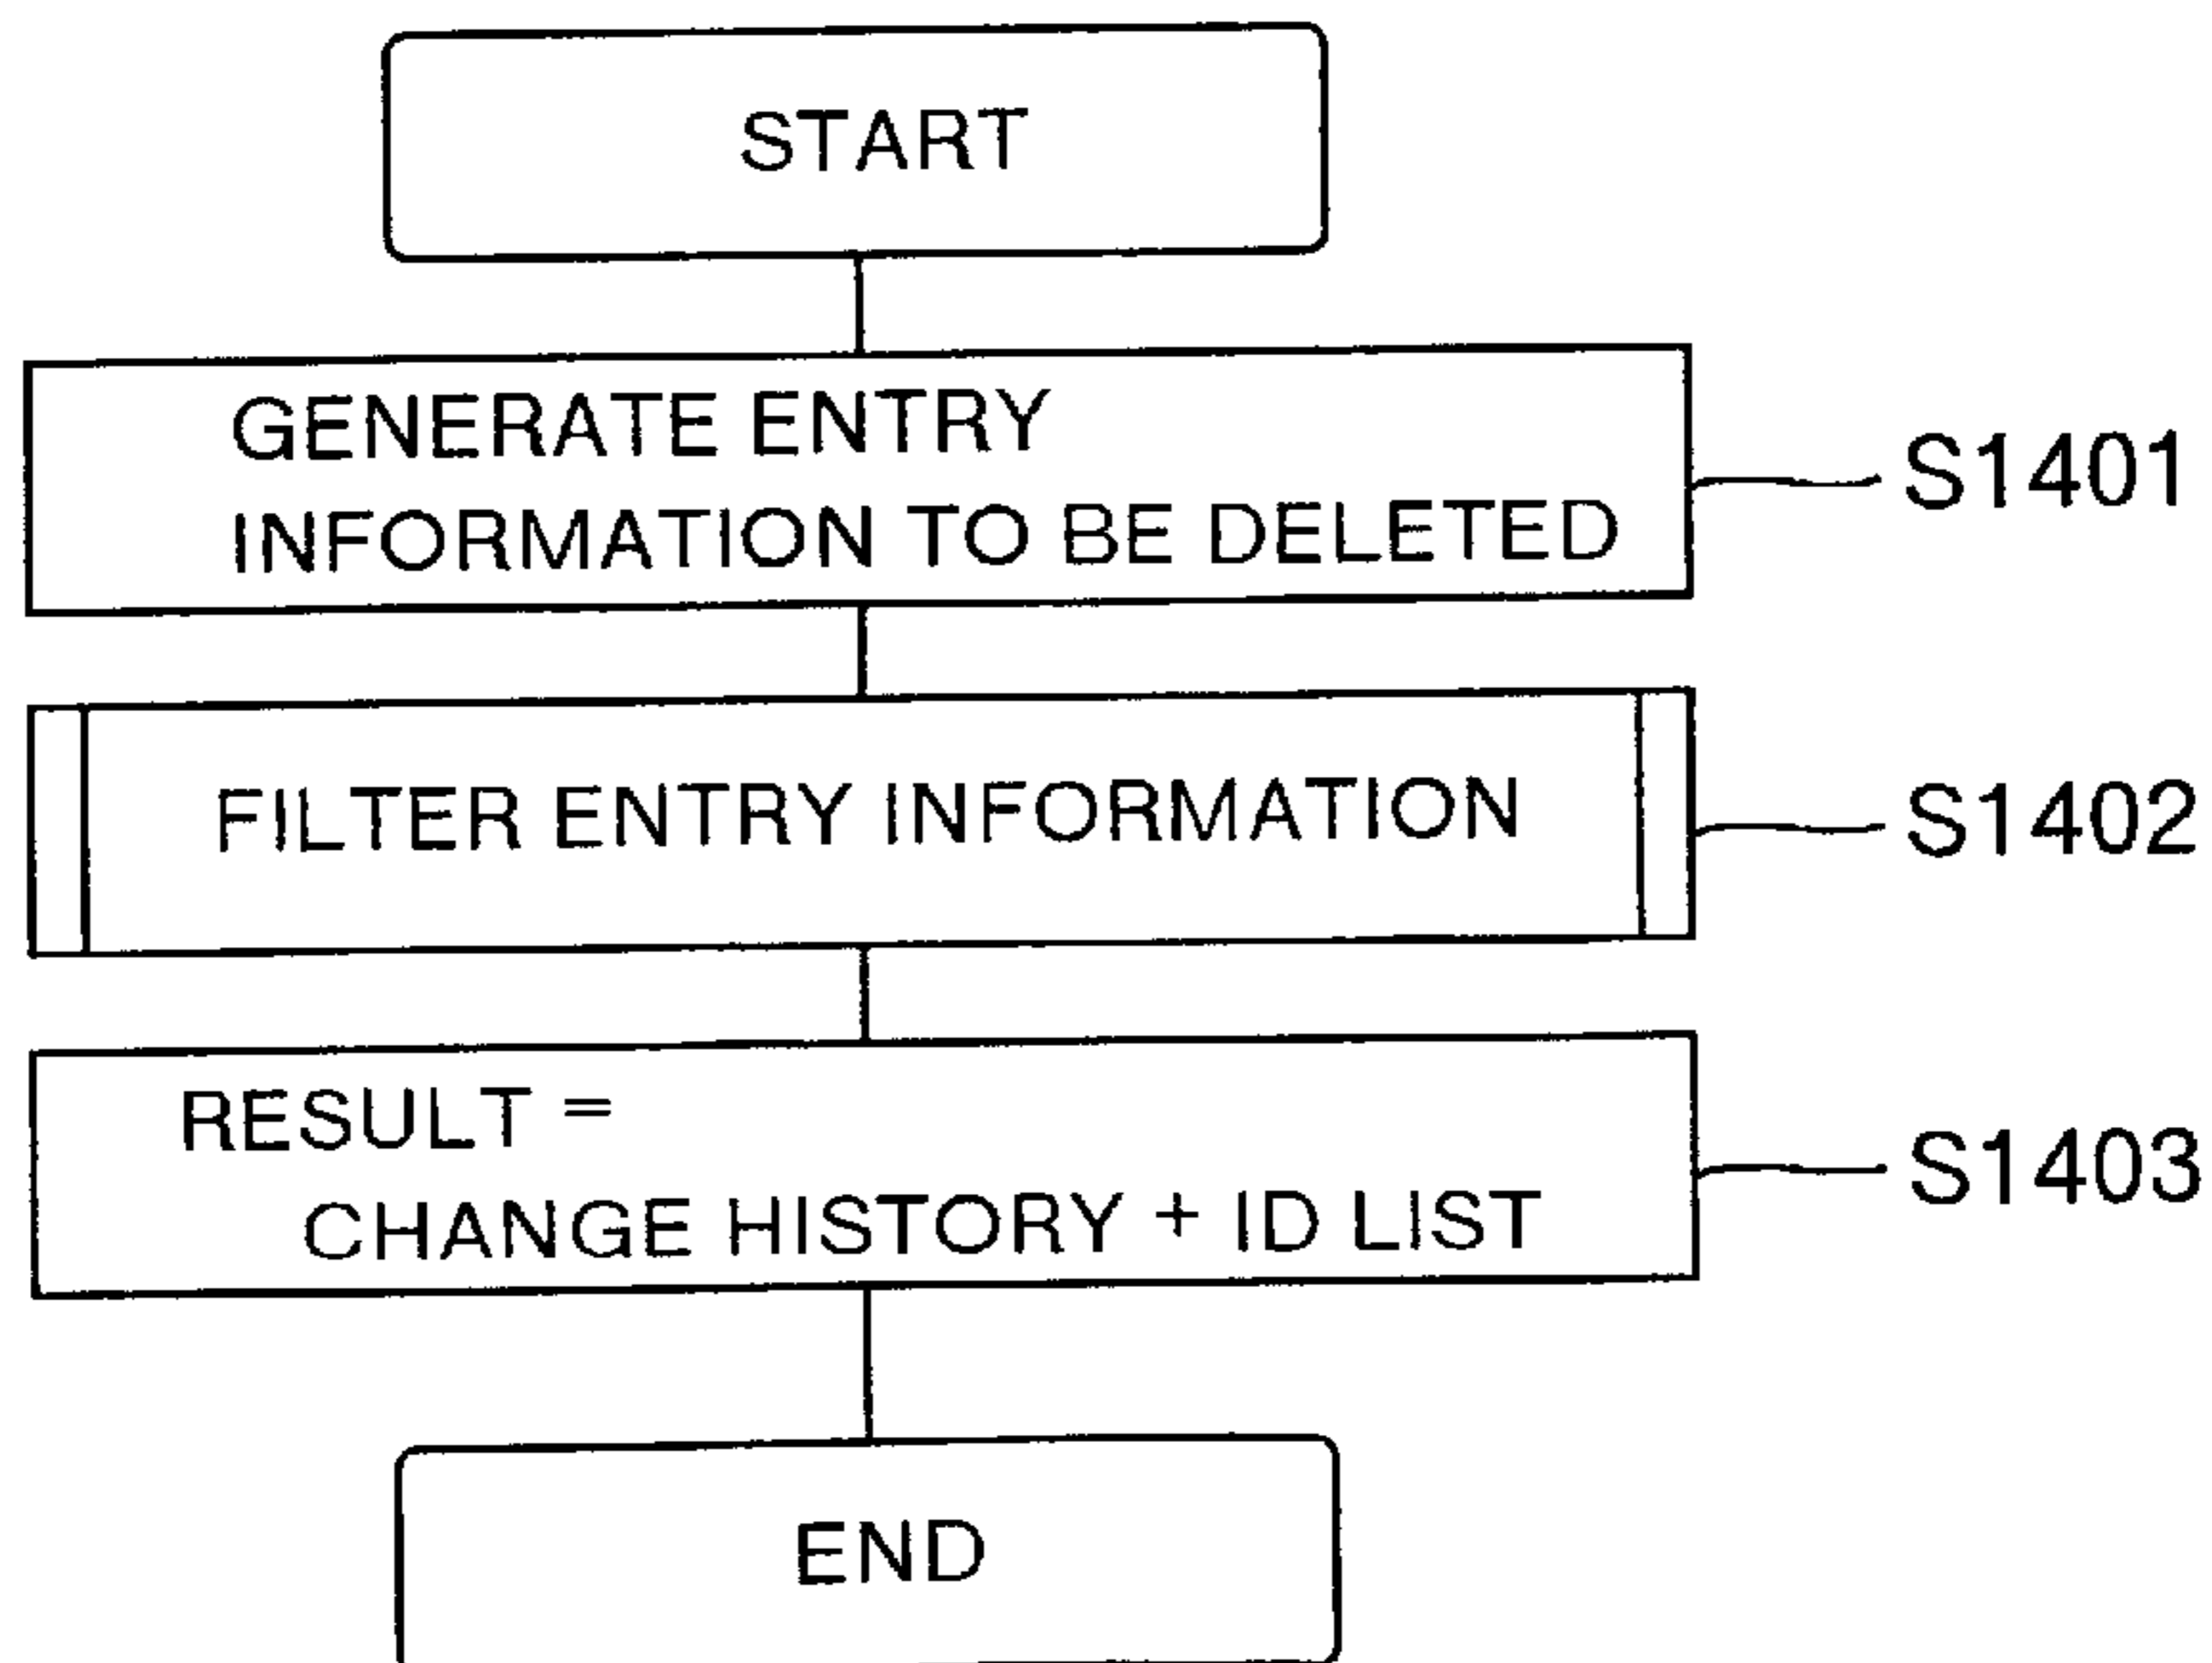 START
GENERATE ENTRY
INFORMATION TO BE DELETED
S1401
FILTER ENTRY INFORMATION
S1402
RESULT =
CHANGE HISTORY + ID LIST
S1403
END